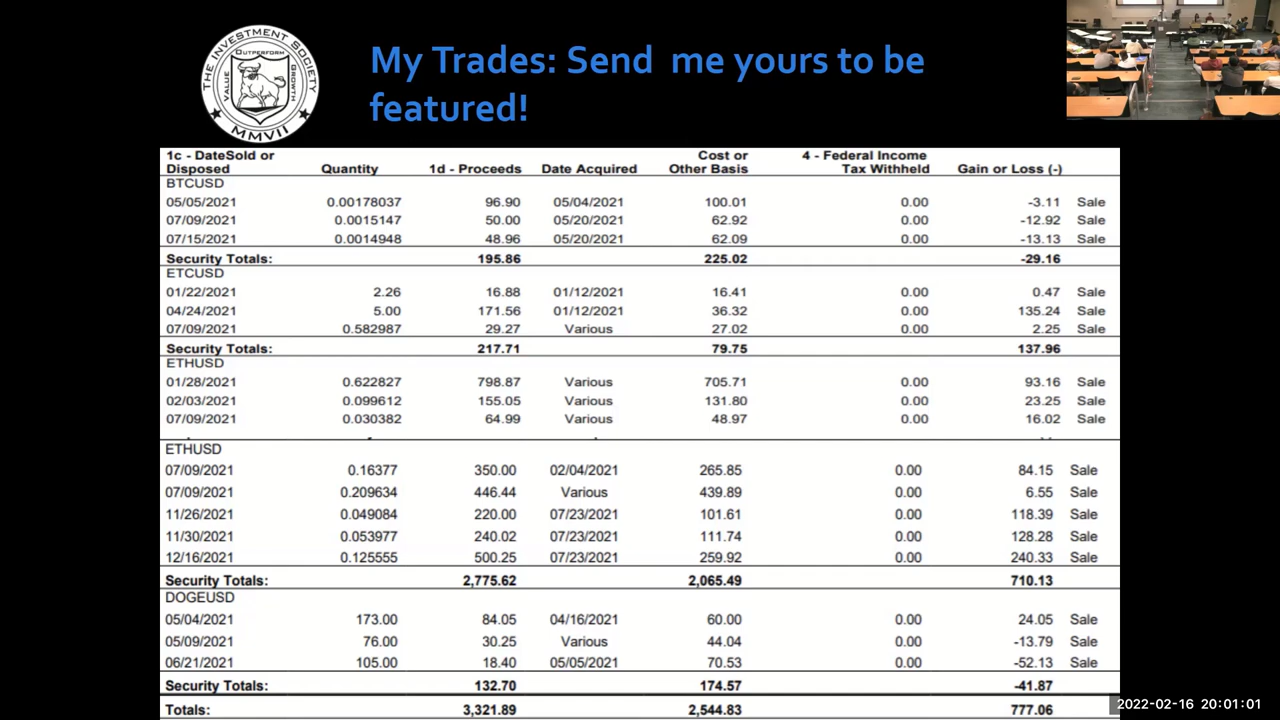 THE INVESTMENT SOCIETY
OUTPERFORM
VALUE
GROWTH
MMVII
My Trades: Send me yours to be
featured!
1c - DateSold or Disposed Quantity 1d - Proceeds Date Acquired Cost or Other Basis 4 - Federal Income Tax Withheld Gain or Loss (-)
BTCUSD
05/05/2021 0.00178037 96.90 05/04/2021 100.01 0.00 -3.11 Sale
07/09/2021 0.0015147 50.00 05/20/2021 62.92 0.00 -12.92 Sale
07/15/2021 0.0014948 48.96 05/20/2021 62.09 0.00 -13.13 Sale
Security Totals: 195.86 225.02 -29.16
ETCUSD
01/22/2021 2.26 16.88 01/12/2021 16.41 0.00 0.47 Sale
04/24/2021 5.00 171.56 01/12/2021 36.32 0.00 135.24 Sale
07/09/2021 0.582987 29.27 Various 27.02 0.00 2.25 Sale
Security Totals: 217.71 79.75 137.96
ETHUSD
01/28/2021 0.622827 798.87 Various 705.71 0.00 93.16 Sale
02/03/2021 0.099612 155.05 Various 131.80 0.00 23.25 Sale
07/09/2021 0.030382 64.99 Various 48.97 0.00 16.02 Sale
ETHUSD
07/09/2021 0.16377 350.00 02/04/2021 265.85 0.00 84.15 Sale
07/09/2021 0.209634 446.44 Various 439.89 0.00 6.55 Sale
11/26/2021 0.049084 220.00 07/23/2021 101.61 0.00 118.39 Sale
11/30/2021 0.053977 240.02 07/23/2021 111.74 0.00 128.28 Sale
12/16/2021 0.125555 500.25 07/23/2021 259.92 0.00 240.33 Sale
Security Totals: 2,775.62 2,065.49 710.13
DOGEUSD
05/04/2021 173.00 84.05 04/16/2021 60.00 0.00 24.05 Sale
05/09/2021 76.00 30.25 Various 44.04 0.00 -13.79 Sale
06/21/2021 105.00 18.40 05/05/2021 70.53 0.00 -52.13 Sale
Security Totals: 132.70 174.57 -41.87
Totals: 3,321.89 2,544.83 777.06
2022-02-16 20:01:01